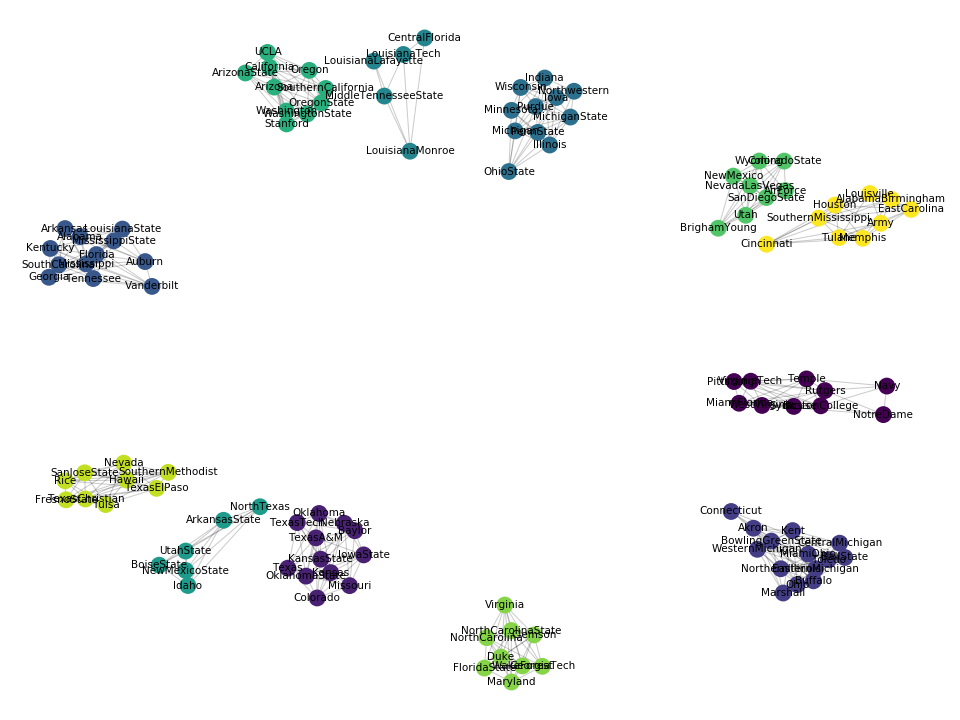 CentralFlorida
UCLA
LouisianaTech
LouisianaLafayette
California
Oregon
ArizonaState
Arizona
SouthernCalifornia
MiddleTennesseeState
OregonState
Washington
WashingtonState
Stanford
LouisianaMonroe
Indiana
Wisconsin
Northwestern
Iowa
Purdue
Minnesota
MichiganState
Michigan
PennState
Illinois
OhioState
Wyoming
ColoradoState
NewMexico
NevadaLasVegas
AirForce
SanDiegoState
Utah
BrighamYoung
Louisville
AlabamaBirmingham
Houston
EastCarolina
SouthernMississippi
Army
Tulane
Memphis
Cincinnati
Arkansas
LouisianaState
Alabama
MississippiState
Kentucky
Florida
Auburn
SouthCarolina
Mississippi
Georgia
Tennessee
Vanderbilt
Pittsburgh
VirginiaTech
Temple
Rutgers
Navy
MiamiFlorida
WestVirginia
Syracuse
BostonCollege
NotreDame
Nevada
SanJoseState
SouthernMethodist
Rice
Hawaii
TexasElPaso
FresnoState
TexasChristian
Tulsa
NorthTexas
ArkansasState
UtahState
BoiseState
NewMexicoState
Idaho
Oklahoma
TexasTech
Nebraska
Baylor
TexasA&M
IowaState
KansasState
Texas
Kansas
OklahomaState
Missouri
Colorado
Connecticut
Akron
Kent
BowlingGreenState
CentralMichigan
WesternMichigan
MiamiOhio
BallState
Toledo
NorthernIllinois
EasternMichigan
Buffalo
Ohio
Marshall
Virginia
NorthCarolinaState
Clemson
NorthCarolina
Duke
FloridaState
WakeForest
GeorgiaTech
Maryland